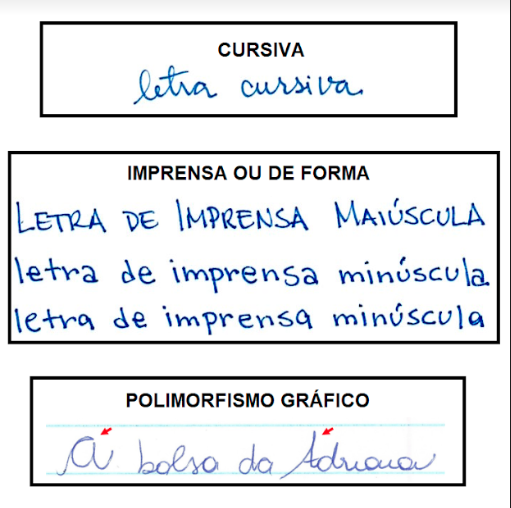 CURSIVA
letra cursiva
IMPRENSA OU DE FORMA
LETRA DE IMPRENSA MAIÚSCULA
letra de imprensa minúscula
letra de imprensa minúscula
POLIMORFISMO GRÁFICO
A bolsa da Adriana